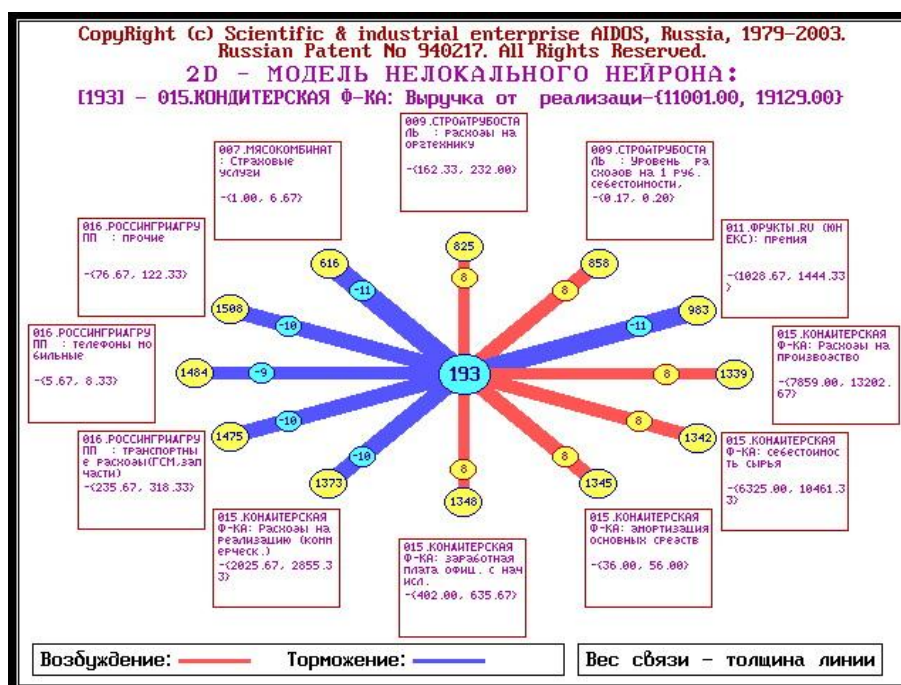 CopyRight (c) Scientific & industrial enterprise AIDOS, Russia, 1979-2003.
Russian Patent No 940217. All Rights Reserved.
2D - МОДЕЛЬ НЕЛОКАЛЬНОГО НЕЙРОНА:
[193] - 015.КОНДИТЕРСКАЯ Ф-КА: Выручка от реализаци-{11001.00, 19129.00}
009.СТРОЙТРУБОСТА
ЛЬ : расходы на
оргтехнику
-{162.33, 232.00}
007.МЯСОКОМБИНАТ
: Страховые
услуги
-{1.00, 6.67}
009.СТРОЙТРУБОСТА
ЛЬ : Уровень ра
сходов на 1 руб.
себестоимости,
-{0.17, 0.20}
016.РОССИНГРИАГРУ
ПП : прочие
-{76.67, 122.33}
011.ФРУКТЫ.RU (ЮН
ЕКС): премия
-{1028.67, 1444.33
}
825
616
858
8
-11
8
1508
-10
-11
983
016.РОССИНГРИАГРУ
ПП : телефоны мо
бильные
-{5.67, 8.33}
1484
-9
193
8
1339
015.КОНДИТЕРСКАЯ
Ф-КА: Расходы на
производство
-{7859.00, 13202.
67}
1475
-10
8
1342
016.РОССИНГРИАГРУ
ПП : транспортны
е расходы(ГСМ,зап
части)
-{235.67, 318.33}
015.КОНДИТЕРСКАЯ
Ф-КА: себестоимос
ть сырья
-{6325.00, 10461.3
3}
-10
8
8
1373
1348
1345
015.КОНДИТЕРСКАЯ
Ф-КА: Расходы на
реализацию (комм
ерческ.)
-{2025.67, 2855.3
3}
015.КОНДИТЕРСКАЯ
Ф-КА: заработная
плата офиц. с нач
исл.
-{402.00, 635.67}
015.КОНДИТЕРСКАЯ
Ф-КА: амортизация
основных средств
-{36.00, 56.00}
Возбуждение: Торможение: Вес связи - толщина линии